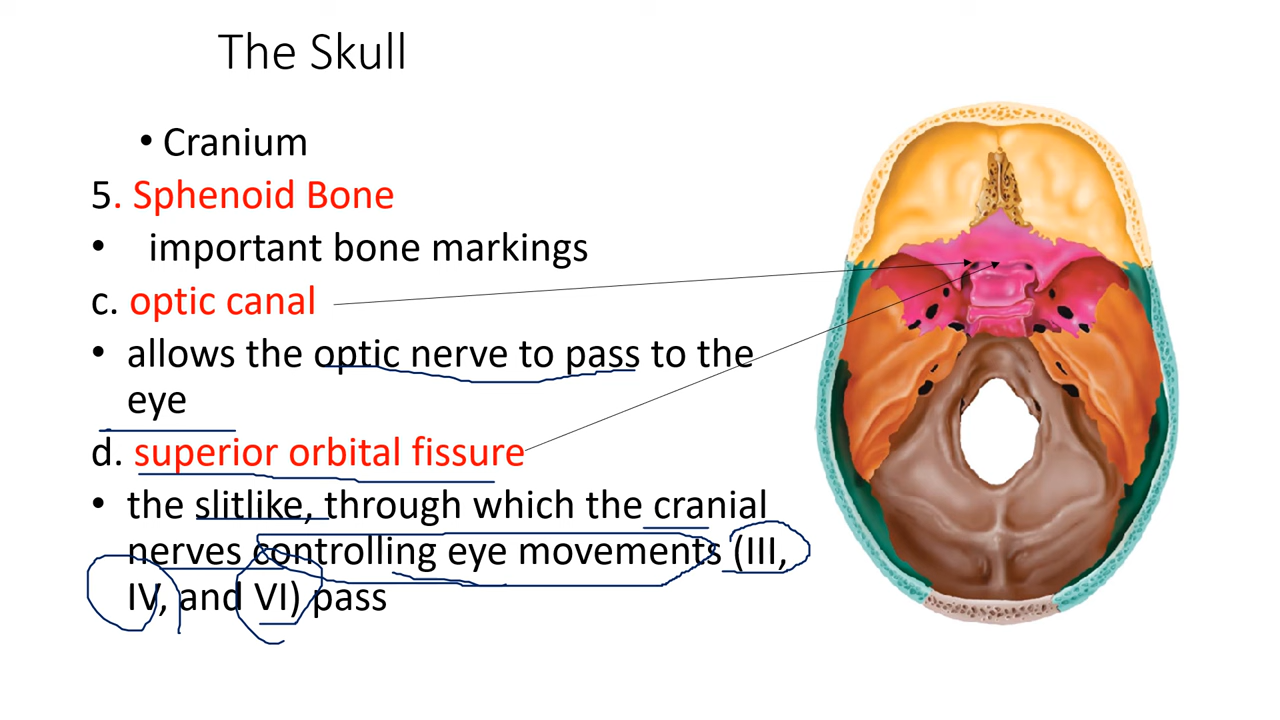 The Skull
• Cranium
5. Sphenoid Bone
• important bone markings
c. optic canal
• allows the optic nerve to pass to the
eye
d. superior orbital fissure
• the slitlike, through which the cranial
nerves controlling eye movements (III,
IV, and VI) pass